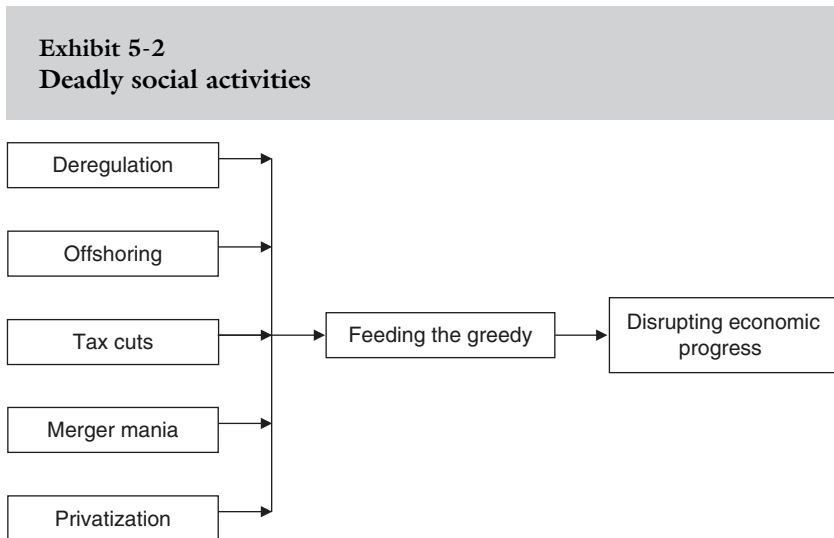 Exhibit 5-2
Deadly social activities
Deregulation
Offshoring
Tax cuts
Merger mania
Privatization
Feeding the greedy
Disrupting economic
progress